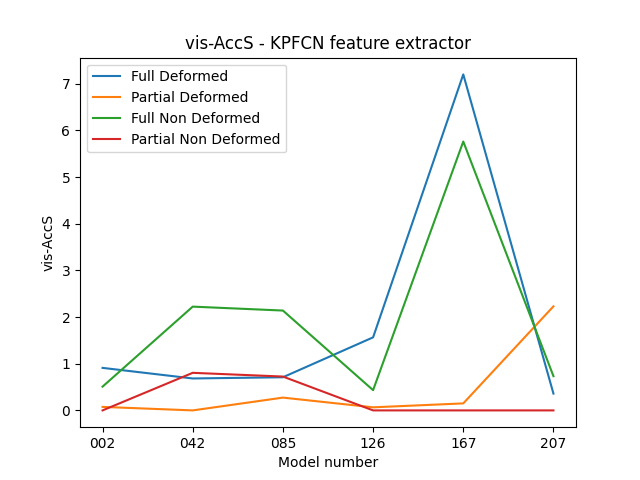 vis-AccS - KPFCN feature extractor
Full Deformed
Partial Deformed
Full Non Deformed
Partial Non Deformed
vis-AccS
7
6
5
4
3
2
1
0
002 042 085 126 167 207
Model number